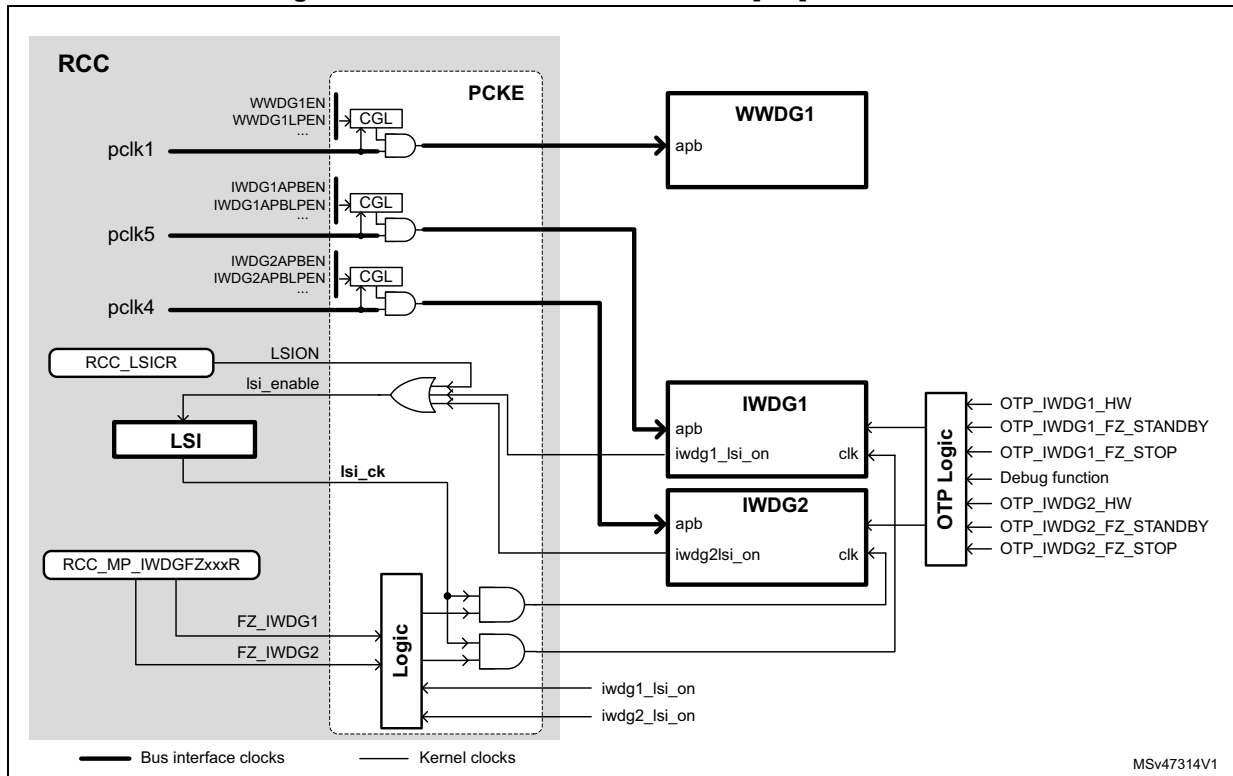 RCC
PCKE
WWDG1EN
WWDG1LPEN
...
CGL
pclk1
WWDG1
apb
IWDG1APBEN
IWDG1APBLPEN
...
CGL
pclk5
IWDG2APBEN
IWDG2APBLPEN
...
CGL
pclk4
RCC_LSICR
LSION
lsi_enable
LSI
lsi_ck
IWDG1
apb
iwdg1_lsi_on
clk
IWDG2
apb
iwdg2lsi_on
clk
OTP Logic
OTP_IWDG1_HW
OTP_IWDG1_FZ_STANDBY
OTP_IWDG1_FZ_STOP
Debug function
OTP_IWDG2_HW
OTP_IWDG2_FZ_STANDBY
OTP_IWDG2_FZ_STOP
RCC_MP_IWDGFZxxxR
FZ_IWDG1
FZ_IWDG2
Logic
iwdg1_lsi_on
iwdg2_lsi_on
Bus interface clocks
Kernel clocks
MSv47314V1